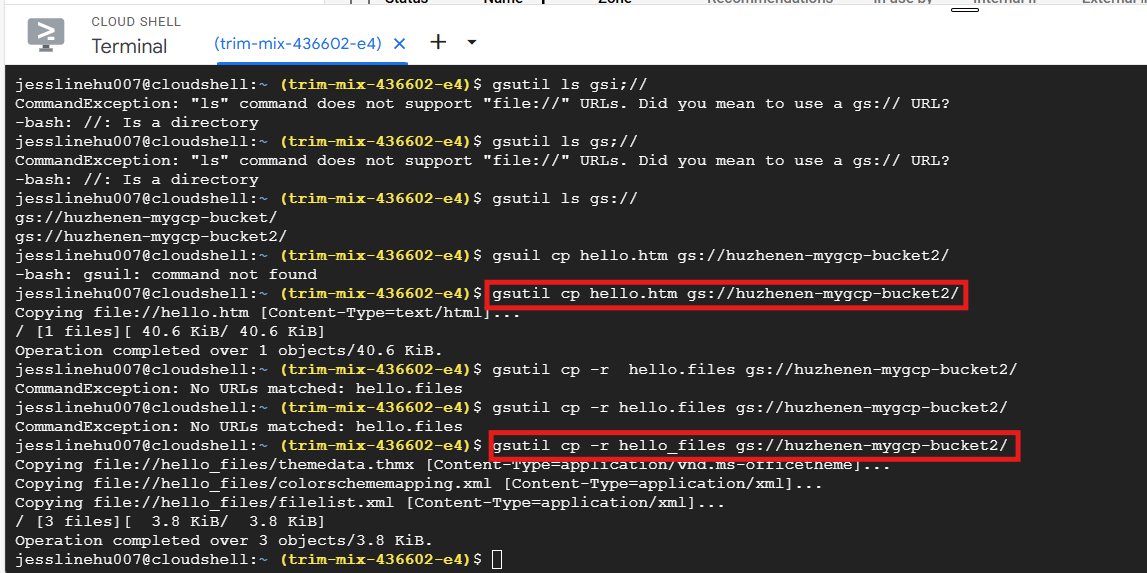 Status Name Zone Recommendations In use by Internal IP External I
CLOUD SHELL
Terminal (trim-mix-436602-e4) × + ▾
jesslinehu007@cloudshell:~ (trim-mix-436602-e4)$ gsutil ls gsi;//
CommandException: "ls" command does not support "file://" URLs. Did you mean to use a gs:// URL?
-bash: //: Is a directory
jesslinehu007@cloudshell:~ (trim-mix-436602-e4)$ gsutil ls gs;//
CommandException: "ls" command does not support "file://" URLs. Did you mean to use a gs:// URL?
-bash: //: Is a directory
jesslinehu007@cloudshell:~ (trim-mix-436602-e4)$ gsutil ls gs://
gs://huzhenen-mygcp-bucket/
gs://huzhenen-mygcp-bucket2/
jesslinehu007@cloudshell:~ (trim-mix-436602-e4)$ gsuil cp hello.htm gs://huzhenen-mygcp-bucket2/
-bash: gsuil: command not found
jesslinehu007@cloudshell:~ (trim-mix-436602-e4)$ gsutil cp hello.htm gs://huzhenen-mygcp-bucket2/
Copying file://hello.htm [Content-Type=text/html]...
/ [1 files][ 40.6 KiB/ 40.6 KiB]
Operation completed over 1 objects/40.6 KiB.
jesslinehu007@cloudshell:~ (trim-mix-436602-e4)$ gsutil cp -r  hello.files gs://huzhenen-mygcp-bucket2/
CommandException: No URLs matched: hello.files
jesslinehu007@cloudshell:~ (trim-mix-436602-e4)$ gsutil cp -r hello.files gs://huzhenen-mygcp-bucket2/
CommandException: No URLs matched: hello.files
jesslinehu007@cloudshell:~ (trim-mix-436602-e4)$ gsutil cp -r hello_files gs://huzhenen-mygcp-bucket2/
Copying file://hello_files/themedata.thmx [Content-Type=application/vnd.ms-officetheme]...
Copying file://hello_files/colorschememapping.xml [Content-Type=application/xml]...
Copying file://hello_files/filelist.xml [Content-Type=application/xml]...
/ [3 files][  3.8 KiB/  3.8 KiB]
Operation completed over 3 objects/3.8 KiB.
jesslinehu007@cloudshell:~ (trim-mix-436602-e4)$